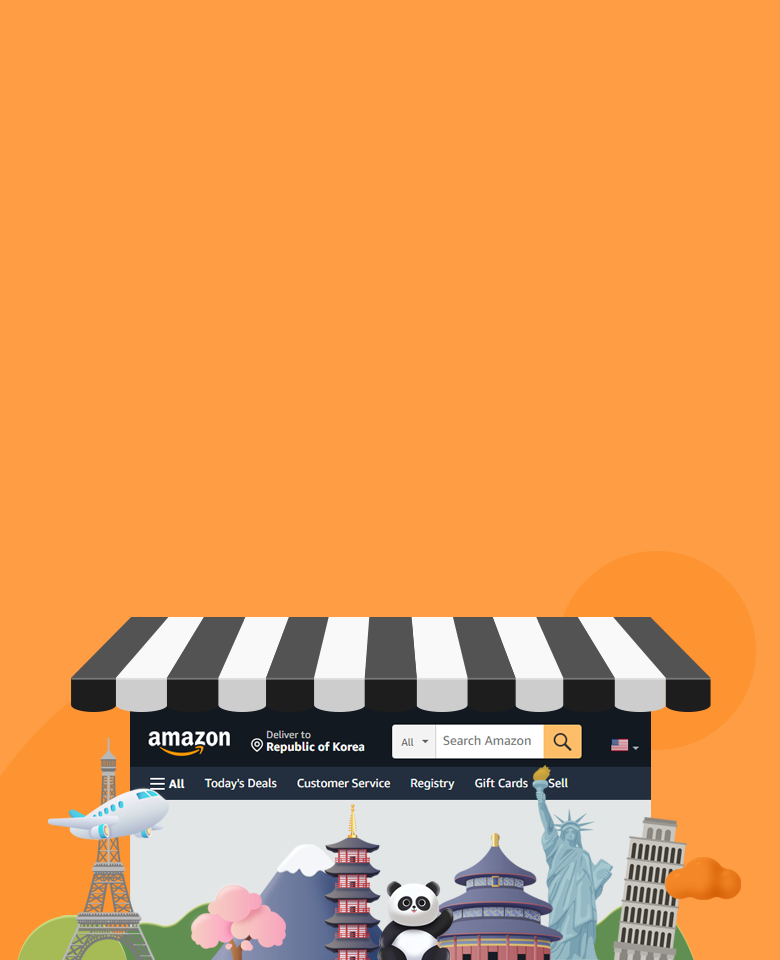 amazon
Deliver to
Republic of Korea
All
Search Amazon
All Today's Deals Customer Service Registry Gift Cards Sell